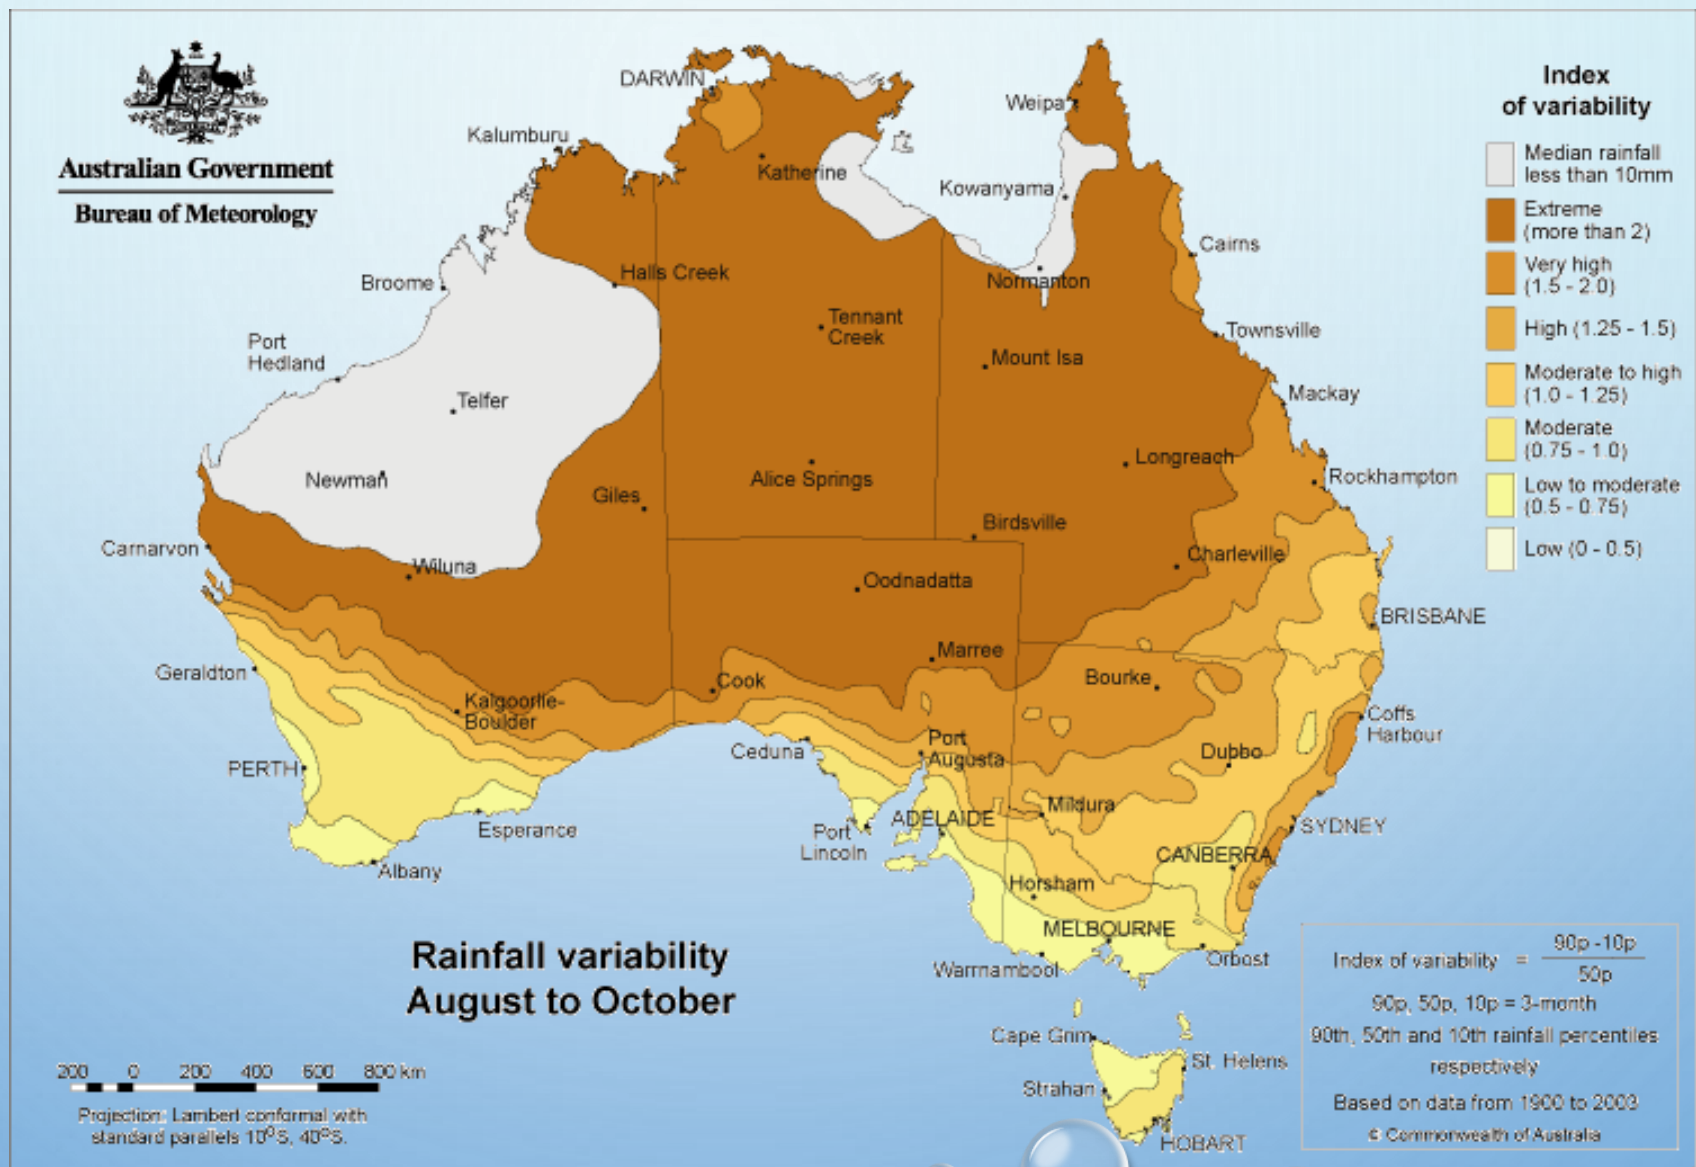 Australian Government
Bureau of Meteorology
DARWIN
Weipa
Kalumburu
Katherine
Kowanyama
Cairns
Broome
Halls Creek
Normanton
Port
Hedland
Tennant
Creek
Townsville
Mount Isa
Telfer
Mackay
Newman
Giles
Alice Springs
Longreach
Rockhampton
Carnarvon
Wiluna
Birdsville
Charleville
Oodnadatta
BRISBANE
Geraldton
Marree
Cook
Bourke
Kalgoorlie-
Boulder
Coffs
Harbour
PERTH
Ceduna
Port
Augusta
Dubbo
Esperance
Mildura
ADELAIDE
Port
Lincoln
SYDNEY
Albany
CANBERRA
Horsham
MELBOURNE
Warrnambool
Orbost
Cape Grim
St. Helens
Strahan
HOBART
Index
of variability
Median rainfall
less than 10mm
Extreme
(more than 2)
Very high
(1.5 - 2.0)
High (1.25 - 1.5)
Moderate to high
(1.0 - 1.25)
Moderate
(0.75 - 1.0)
Low to moderate
(0.5 - 0.75)
Low (0 - 0.5)
Rainfall variability
August to October
200 0 200 400 600 800 km
Projection: Lambert conformal with
standard parallels 10ºS, 40ºS.
Index of variability = 90p -10p
50p
90p, 50p, 10p = 3-month
90th, 50th and 10th rainfall percentiles
respectively
Based on data from 1900 to 2003
© Commonwealth of Australia